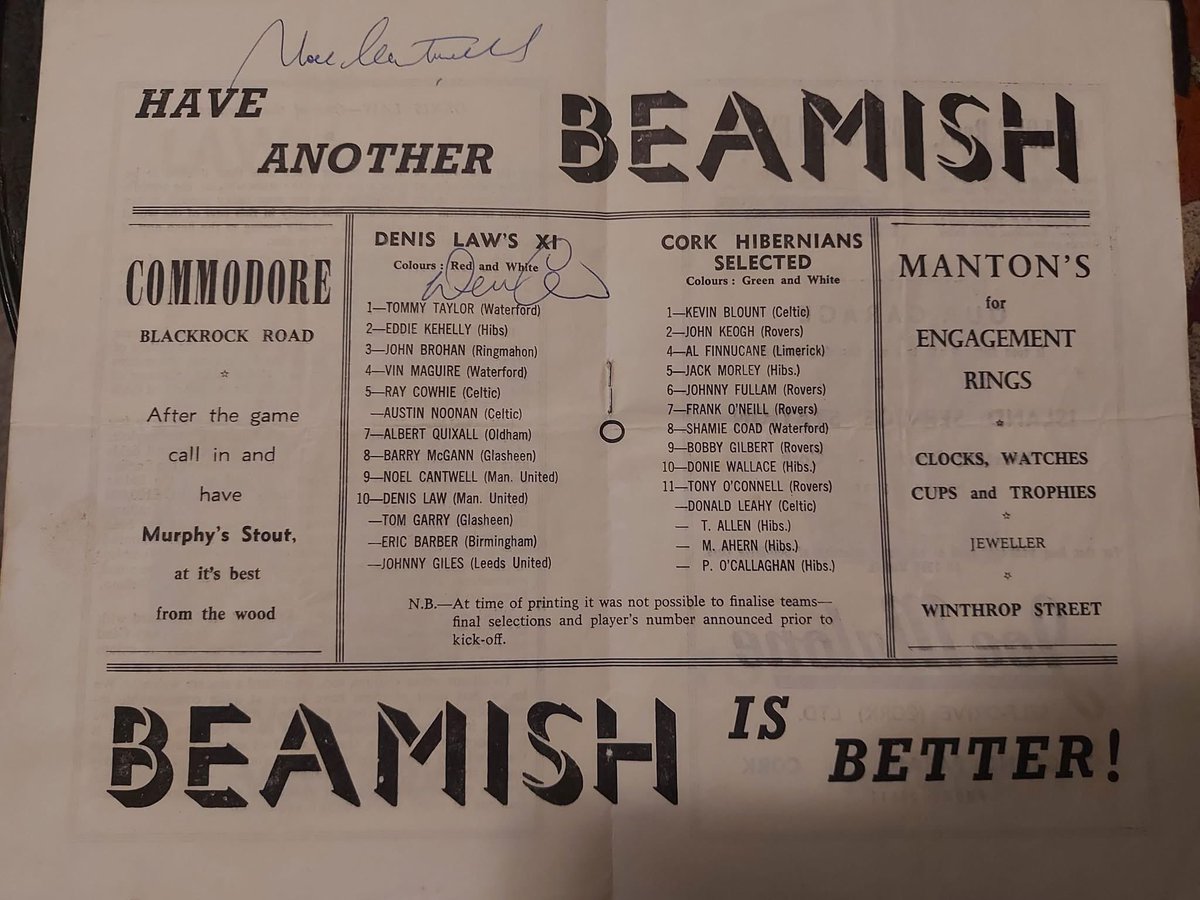 Noel Cantwell
HAVE
ANOTHER
BEAMISH
COMMODORE
BLACKROCK ROAD
After the game
call in and
have
Murphy's Stout,
at it's best
from the wood
DENIS LAW'S XI
Colours : Red and White
Denis Law
1—TOMMY TAYLOR (Waterford)
2—EDDIE KEHELLY (Hibs)
3—JOHN BROHAN (Ringmahon)
4—VIN MAGUIRE (Waterford)
5—RAY COWHIE (Celtic)
—AUSTIN NOONAN (Celtic)
7—ALBERT QUIXALL (Oldham)
8—BARRY McGANN (Glasheen)
9—NOEL CANTWELL (Man. United)
10—DENIS LAW (Man. United)
—TOM GARRY (Glasheen)
—ERIC BARBER (Birmingham)
—JOHNNY GILES (Leeds United)
CORK HIBERNIANS
SELECTED
Colours : Green and White
1—KEVIN BLOUNT (Celtic)
2—JOHN KEOGH (Rovers)
4—AL FINNUCANE (Limerick)
5—JACK MORLEY (Hibs.)
6—JOHNNY FULLAM (Rovers)
7—FRANK O'NEILL (Rovers)
8—SHAMIE COAD (Waterford)
9—BOBBY GILBERT (Rovers)
10—DONIE WALLACE (Hibs.)
11—TONY O'CONNELL (Rovers)
—DONALD LEAHY (Celtic)
— T. ALLEN (Hibs.)
— M. AHERN (Hibs.)
— P. O'CALLAGHAN (Hibs.)
N.B.—At time of printing it was not possible to finalise teams—
final selections and player's number announced prior to
kick-off.
MANTON'S
for
ENGAGEMENT
RINGS
CLOCKS, WATCHES
CUPS and TROPHIES
JEWELLER
WINTHROP STREET
BEAMISH
IS
BETTER!